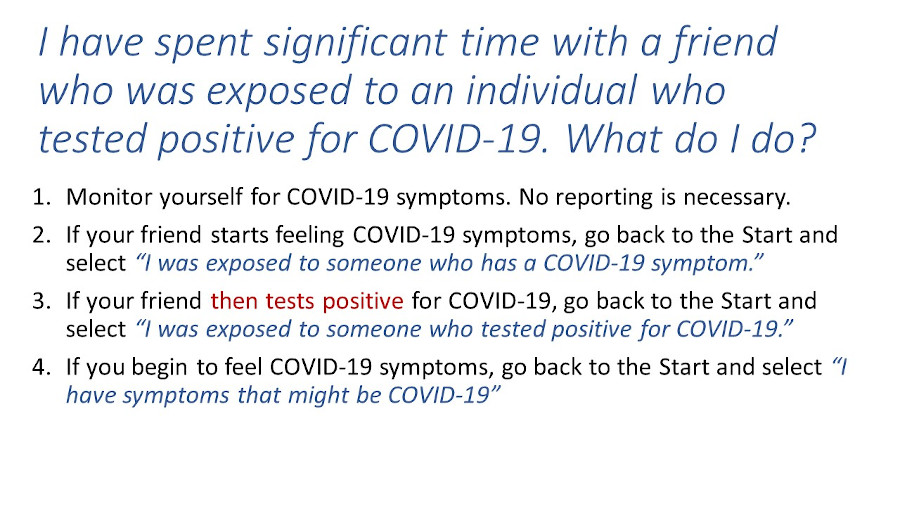 I have spent significant time with a friend
who was exposed to an individual who
tested positive for COVID-19. What do I do?
1. Monitor yourself for COVID-19 symptoms. No reporting is necessary.
2. If your friend starts feeling COVID-19 symptoms, go back to the Start and
select “I was exposed to someone who has a COVID-19 symptom.”
3. If your friend then tests positive for COVID-19, go back to the Start and
select “I was exposed to someone who tested positive for COVID-19.”
4. If you begin to feel COVID-19 symptoms, go back to the Start and select “I
have symptoms that might be COVID-19”